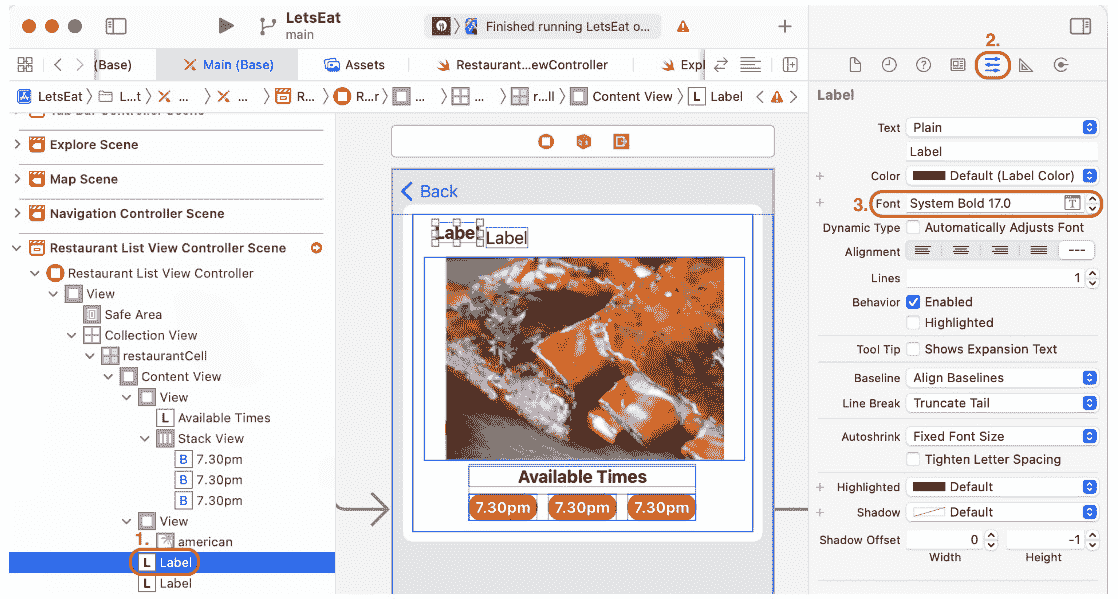 LetsEat
main
Finished running LetsEat o...
2.
(Base)
Main (Base)
Assets
Restaurant...ewController
Expl
LetsEat
L...t
...
...
R...
R...r
...
...
r...ll
Content View
L Label
Tab Bar Controller Scene
Explore Scene
Map Scene
Navigation Controller Scene
Restaurant List View Controller Scene
Restaurant List View Controller
View
Safe Area
Collection View
restaurantCell
Content View
View
L Available Times
Stack View
B 7.30pm
B 7.30pm
B 7.30pm
View
1.
american
L Label
L Label
Back
Label
Label
Available Times
7.30pm 7.30pm 7.30pm
Label
Text Plain
Label
Color Default (Label Color)
3. Font System Bold 17.0 T
Dynamic Type Automatically Adjusts Font
Alignment ---
Lines 1
Behavior Enabled
Highlighted
Tool Tip Shows Expansion Text
Baseline Align Baselines
Line Break Truncate Tail
Autoshrink Fixed Font Size
Tighten Letter Spacing
Highlighted Default
Shadow Default
Shadow Offset 0 -1
Width Height